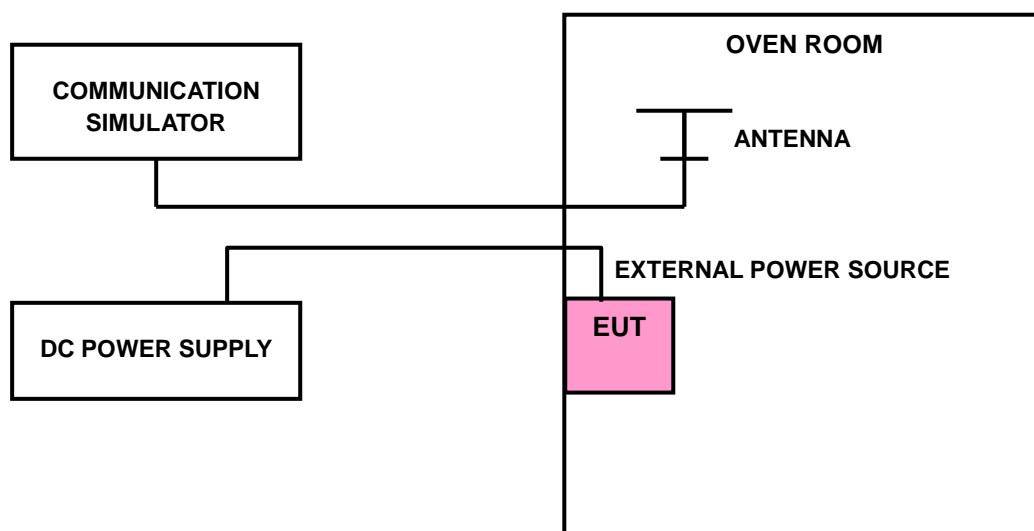 OVEN ROOM
COMMUNICATION
SIMULATOR
ANTENNA
EXTERNAL POWER SOURCE
EUT
DC POWER SUPPLY